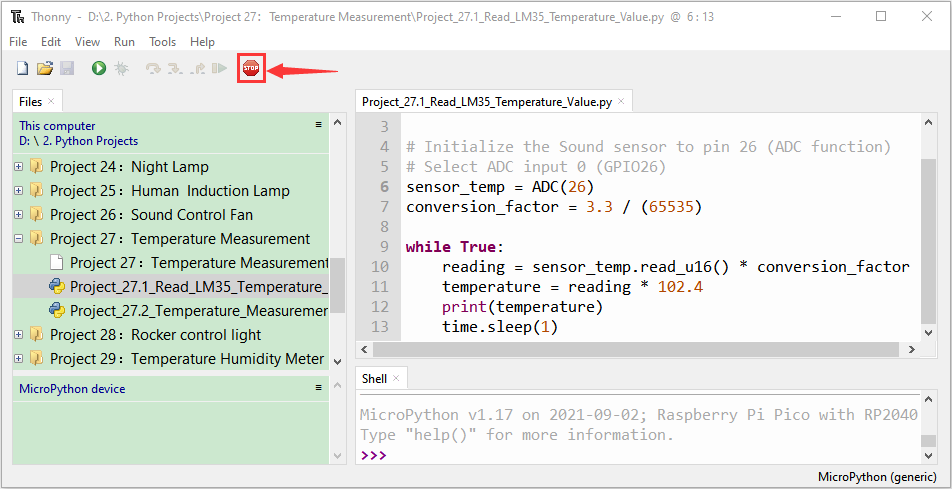 Thonny - D:\2. Python Projects\Project 27：Temperature Measurement\Project_27.1_Read_LM35_Temperature_Value.py @ 6:13
File Edit View Run Tools Help
STOP
Files
This computer
D: \ 2. Python Projects
Project 24：Night Lamp
Project 25：Human Induction Lamp
Project 26：Sound Control Fan
Project 27：Temperature Measurement
Project 27：Temperature Measurement
Project_27.1_Read_LM35_Temperature_
Project_27.2_Temperature_Measuremer
Project 28：Rocker control light
Project 29：Temperature Humidity Meter
MicroPython device
Project_27.1_Read_LM35_Temperature_Value.py
3
4 # Initialize the Sound sensor to pin 26 (ADC function)
5 # Select ADC input 0 (GPIO26)
6 sensor_temp = ADC(26)
7 conversion_factor = 3.3 / (65535)
8
9 while True:
10 reading = sensor_temp.read_u16() * conversion_factor
11 temperature = reading * 102.4
12 print(temperature)
13 time.sleep(1)
Shell
MicroPython v1.17 on 2021-09-02; Raspberry Pi Pico with RP2040
Type "help()" for more information.
>>>
MicroPython (generic)